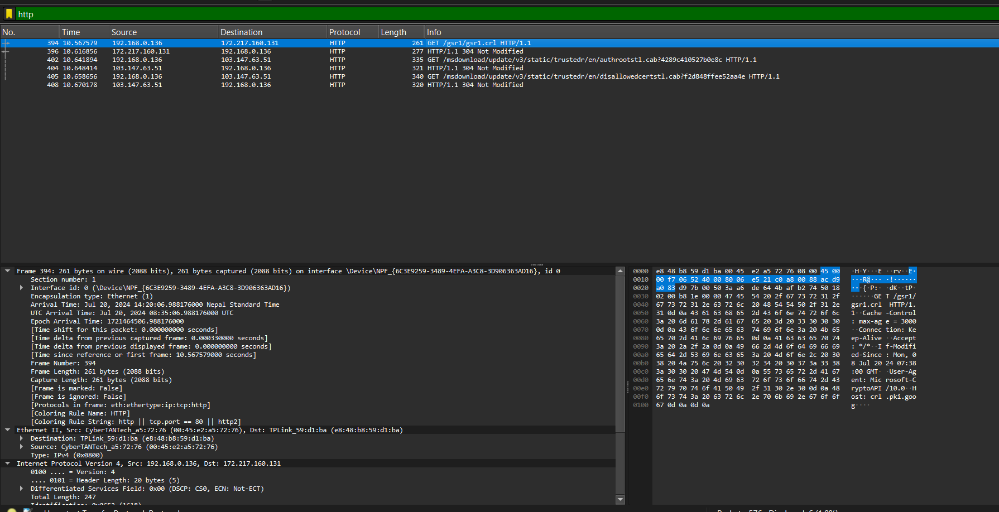 http
No. Time Source Destination Protocol Length Info
394 10.567579 192.168.0.136 172.217.160.131 HTTP 261 GET /gsr1/gsr1.crl HTTP/1.1
396 10.616856 172.217.160.131 192.168.0.136 HTTP 277 HTTP/1.1 304 Not Modified
402 10.641894 192.168.0.136 103.147.63.51 HTTP 335 GET /msdownload/update/v3/static/trustedr/en/authrootstl.cab?4289c410527b0e8c HTTP/1.1
404 10.648414 103.147.63.51 192.168.0.136 HTTP 321 HTTP/1.1 304 Not Modified
405 10.658656 192.168.0.136 103.147.63.51 HTTP 340 GET /msdownload/update/v3/static/trustedr/en/disallowedcertstl.cab?f2d848ffee52aa4e HTTP/1.1
408 10.670178 103.147.63.51 192.168.0.136 HTTP 320 HTTP/1.1 304 Not Modified
Frame 394: 261 bytes on wire (2088 bits), 261 bytes captured (2088 bits) on interface \Device\NPF_{6C3E9259-3489-4EFA-A3C8-3D906363AD16}, id 0
Section number: 1
Interface id: 0 (\Device\NPF_{6C3E9259-3489-4EFA-A3C8-3D906363AD16})
Encapsulation type: Ethernet (1)
Arrival Time: Jul 20, 2024 14:20:06.988176000 Nepal Standard Time
UTC Arrival Time: Jul 20, 2024 08:35:06.988176000 UTC
Epoch Arrival Time: 1721464506.988176000
[Time shift for this packet: 0.000000000 seconds]
[Time delta from previous captured frame: 0.000330000 seconds]
[Time delta from previous displayed frame: 0.000000000 seconds]
[Time since reference or first frame: 10.567579000 seconds]
Frame Number: 394
Frame Length: 261 bytes (2088 bits)
Capture Length: 261 bytes (2088 bits)
[Frame is marked: False]
[Frame is ignored: False]
[Protocols in frame: eth:ethertype:ip:tcp:http]
[Coloring Rule Name: HTTP]
[Coloring Rule String: http || tcp.port == 80 || http2]
Ethernet II, Src: CyberTANTech_a5:72:76 (00:45:e2:a5:72:76), Dst: TPLink_59:d1:ba (e8:48:b8:59:d1:ba)
Destination: TPLink_59:d1:ba (e8:48:b8:59:d1:ba)
Source: CyberTANTech_a5:72:76 (00:45:e2:a5:72:76)
Type: IPv4 (0x0800)
Internet Protocol Version 4, Src: 192.168.0.136, Dst: 172.217.160.131
0100 .... = Version: 4
.... 0101 = Header Length: 20 bytes (5)
Differentiated Services Field: 0x00 (DSCP: CS0, ECN: Not-ECT)
Total Length: 247
0000 e8 48 b8 59 d1 ba 00 45 e2 a5 72 76 08 00 45 00 ·H·Y···E ··rv··E·
0010 00 f7 06 52 40 00 80 06 e5 21 c0 a8 00 88 ac d9 ···R@··· ·!······
0020 a0 83 d9 7b 00 50 3a a6 de 64 4b af b2 74 50 18 ···{·P:· ·dK··tP·
0030 02 00 b8 1e 00 00 47 45 54 20 2f 67 73 72 31 2f ······GE T /gsr1/
0040 67 73 72 31 2e 63 72 6c 20 48 54 54 50 2f 31 2e gsr1.crl HTTP/1.
0050 31 0d 0a 43 61 63 68 65 2d 43 6f 6e 74 72 6f 6c 1··Cache -Control
0060 3a 20 6d 61 78 2d 61 67 65 20 3d 20 33 30 30 30 : max-ag e = 3000
0070 0d 0a 43 6f 6e 6e 65 63 74 69 6f 6e 3a 20 4b 65 ··Connec tion: Ke
0080 65 70 2d 41 6c 69 76 65 0d 0a 41 63 63 65 70 74 ep-Alive ··Accept
0090 3a 20 2a 2f 2a 0d 0a 49 66 2d 4d 6f 64 69 66 69 : */*··I f-Modifi
00a0 65 64 2d 53 69 6e 63 65 3a 20 4d 6f 6e 2c 20 30 ed-Since : Mon, 0
00b0 38 20 4a 75 6c 20 32 30 32 34 20 30 37 3a 33 38 8 Jul 20 24 07:38
00c0 3a 30 30 20 47 4d 54 0d 0a 55 73 65 72 2d 41 67 :00 GMT· ·User-Ag
00d0 65 6e 74 3a 20 4d 69 63 72 6f 73 6f 66 74 2d 43 ent: Mic rosoft-C
00e0 72 79 70 74 6f 41 50 49 2f 31 30 2e 30 0d 0a 48 ryptoAPI /10.0··H
00f0 6f 73 74 3a 20 63 72 6c 2e 70 6b 69 2e 67 6f 6f ost: crl .pki.goo
0100 67 0d 0a 0d 0a g····